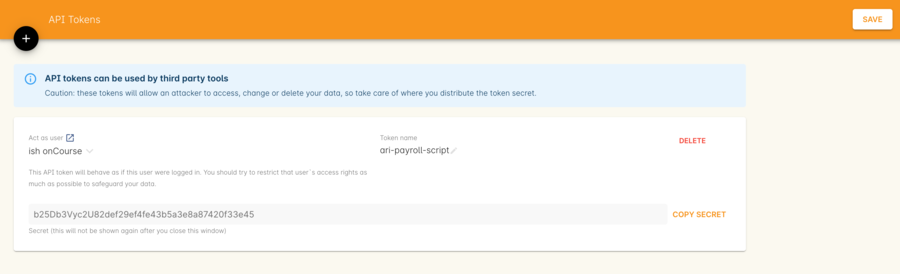 API Tokens
SAVE
API tokens can be used by third party tools
Caution: these tokens will allow an attacker to access, change or delete your data, so take care of where you distribute the token secret.
Act as user
Token name
ish onCourse
ari-payroll-script
DELETE
This API token will behave as if this user were logged in. You should try to restrict that user`s access rights as
much as possible to safeguard your data.
b25Db3Vyc2U82def29ef4fe43b5a3e8a87420f33e45
COPY SECRET
Secret (this will not be shown again after you close this window)